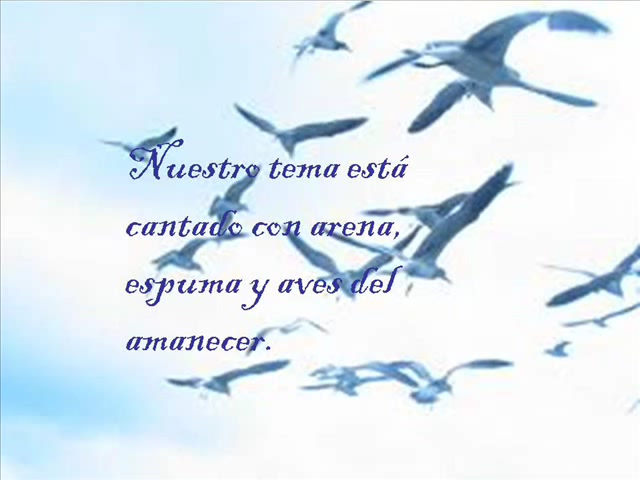 Nuestro tema está
cantado con arena,
espuma y aves del
amanecer.